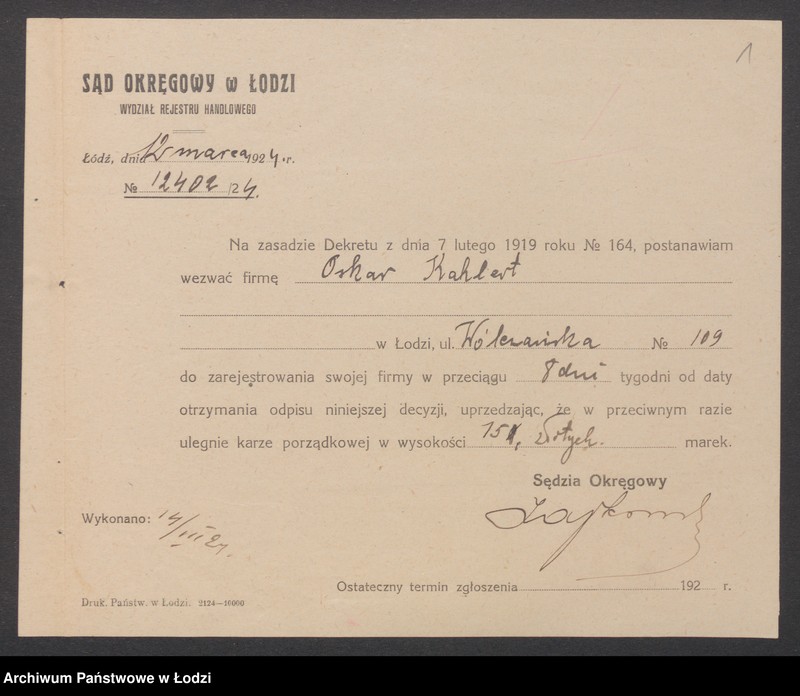 1
SĄD OKRĘGOWY w ŁODZI
WYDZIAŁ REJESTRU HANDLOWEGO
Łódź, dnia 12 marca 1924 r.
№ 12402/24.
Na zasadzie Dekretu z dnia 7 lutego 1919 roku № 164, postanawiam
wezwać firmę Oskar Kahlert
w Łodzi, ul. Wólczańska № 109
do zarejestrowania swojej firmy w przeciągu 8 dni tygodni od daty
otrzymania odpisu niniejszej decyzji, uprzedzając, że w przeciwnym razie
ulegnie karze porządkowej w wysokości złotych. marek.
Sędzia Okręgowy
Wykonano: 14/III 24.
Ostateczny termin zgłoszenia 192 r.
Druk. Państw. w Łodzi. 2124—10000
Archiwum Państwowe w Łodzi